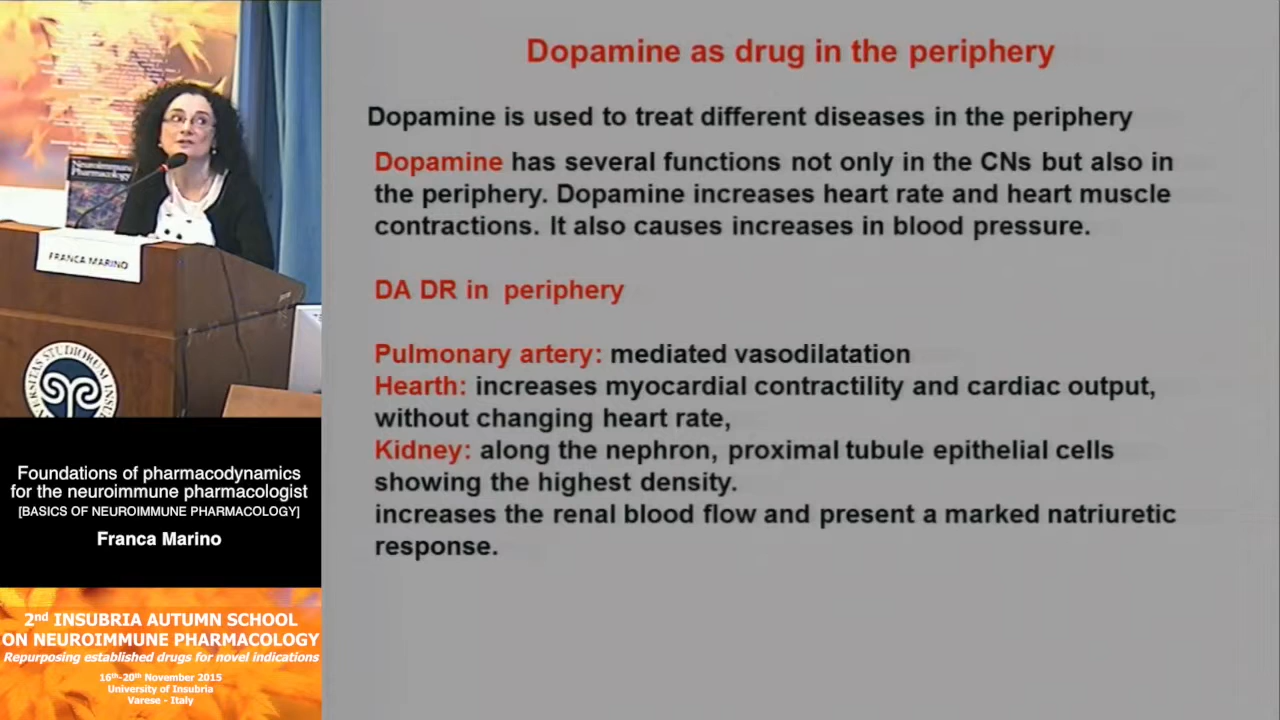 Dopamine as drug in the periphery
Dopamine is used to treat different diseases in the periphery
Dopamine has several functions not only in the CNs but also in
the periphery. Dopamine increases heart rate and heart muscle
contractions. It also causes increases in blood pressure.
DA DR in periphery
Pulmonary artery: mediated vasodilatation
Hearth: increases myocardial contractility and cardiac output,
without changing heart rate,
Kidney: along the nephron, proximal tubule epithelial cells
showing the highest density.
increases the renal blood flow and present a marked natriuretic
response.
Neuroimmune
Pharmacology
FRANCA MARINO
Foundations of pharmacodynamics
for the neuroimmune pharmacologist
[BASICS OF NEUROIMMUNE PHARMACOLOGY]
Franca Marino
2nd INSUBRIA AUTUMN SCHOOL
ON NEUROIMMUNE PHARMACOLOGY
Repurposing established drugs for novel indications
16th-20th November 2015
University of Insubria
Varese - Italy